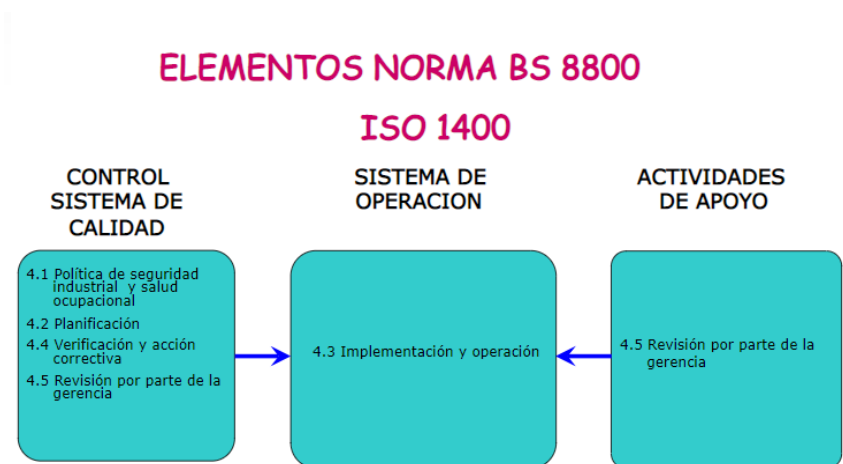 ELEMENTOS NORMA BS 8800
ISO 1400
CONTROL
SISTEMA DE
CALIDAD
4.1 Política de seguridad
industrial y salud
ocupacional
4.2 Planificación
4.4 Verificación y acción
correctiva
4.5 Revisión por parte de la
gerencia
SISTEMA DE
OPERACION
4.3 Implementación y operación
ACTIVIDADES
DE APOYO
4.5 Revisión por parte de la
gerencia